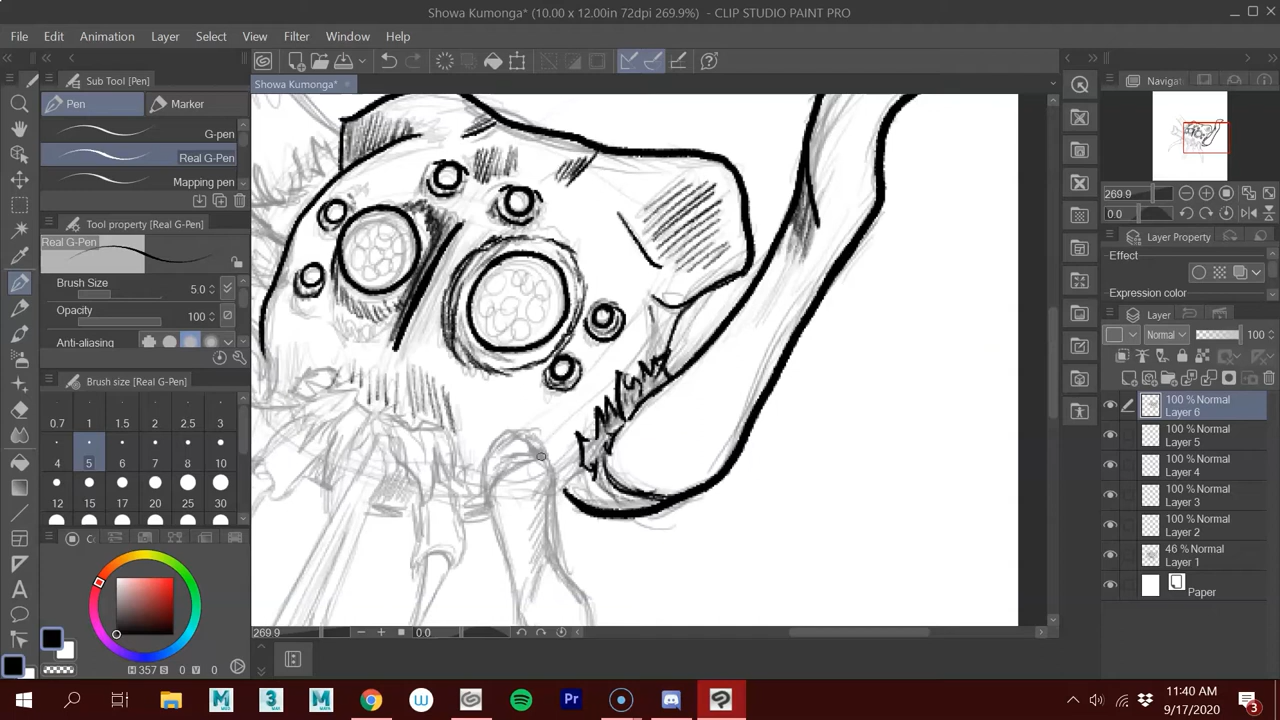 Showa Kumonga* (10.00 x 12.00in 72dpi 269.9%) - CLIP STUDIO PAINT PRO
File Edit Animation Layer Select View Filter Window Help
Sub Tool [Pen]
Showa Kumonga*
Navigat
Pen Marker
G-pen
Real G-Pen
Mapping pen
269.9
0.0
Tool property [Real G-Pen]
Real G-Pen
Layer Property
Effect
Brush Size 5.0
Opacity 100
Expression color
Anti-aliasing
Layer
Normal 100
Brush size [Real G-Pen]
0.7 1 1.5 2 2.5 3
4 5 6 7 8 10
12 15 17 20 25 30
100 % Normal
Layer 6
100 % Normal
Layer 5
100 % Normal
Layer 4
100 % Normal
Layer 3
100 % Normal
Layer 2
46 % Normal
Layer 1
Paper
269.9 0.0
H 357 S 0 V 0
11:40 AM
9/17/2020
3